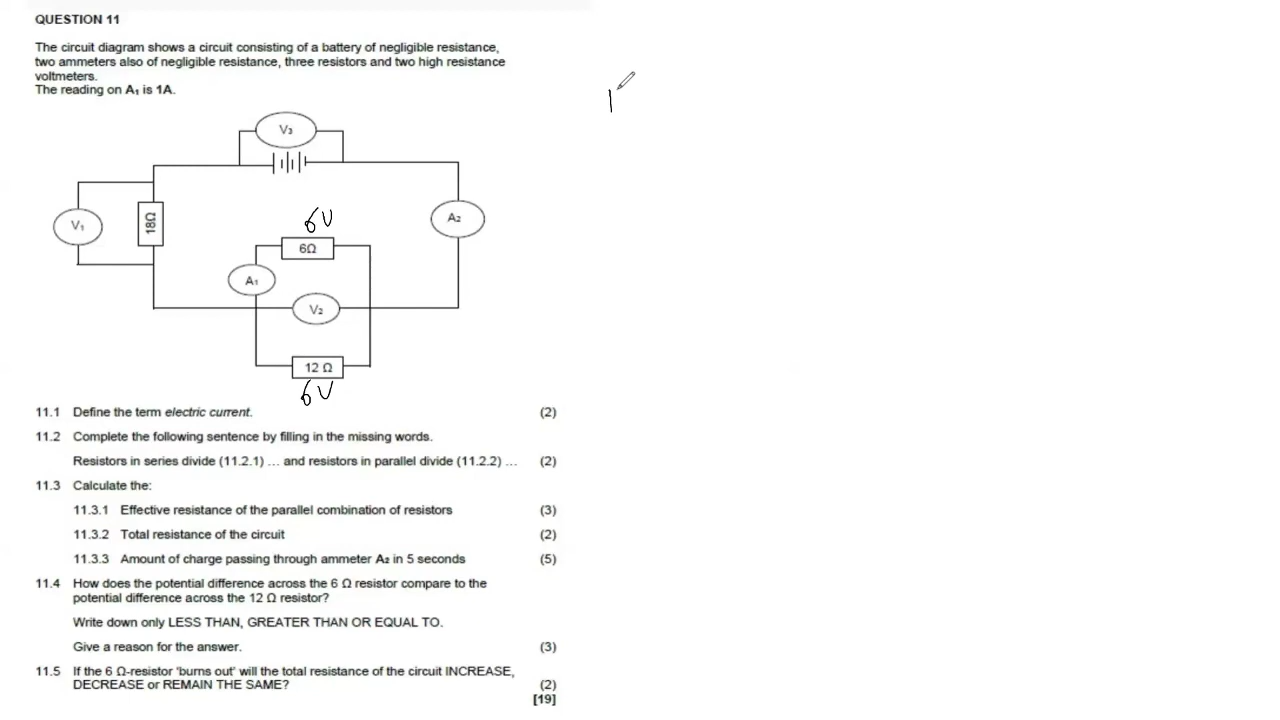 QUESTION 11
The circuit diagram shows a circuit consisting of a battery of negligible resistance,
two ammeters also of negligible resistance, three resistors and two high resistance
voltmeters.
The reading on A₁ is 1A.
V₃
V₁
18Ω
A₂
6V
6Ω
A₁
V₂
12 Ω
6V
11.1 Define the term electric current. (2)
11.2 Complete the following sentence by filling in the missing words.
Resistors in series divide (11.2.1) … and resistors in parallel divide (11.2.2) … (2)
11.3 Calculate the:
11.3.1 Effective resistance of the parallel combination of resistors (3)
11.3.2 Total resistance of the circuit (2)
11.3.3 Amount of charge passing through ammeter A₂ in 5 seconds (5)
11.4 How does the potential difference across the 6 Ω resistor compare to the
potential difference across the 12 Ω resistor?
Write down only LESS THAN, GREATER THAN OR EQUAL TO.
Give a reason for the answer. (3)
11.5 If the 6 Ω-resistor 'burns out' will the total resistance of the circuit INCREASE,
DECREASE or REMAIN THE SAME? (2)
[19]